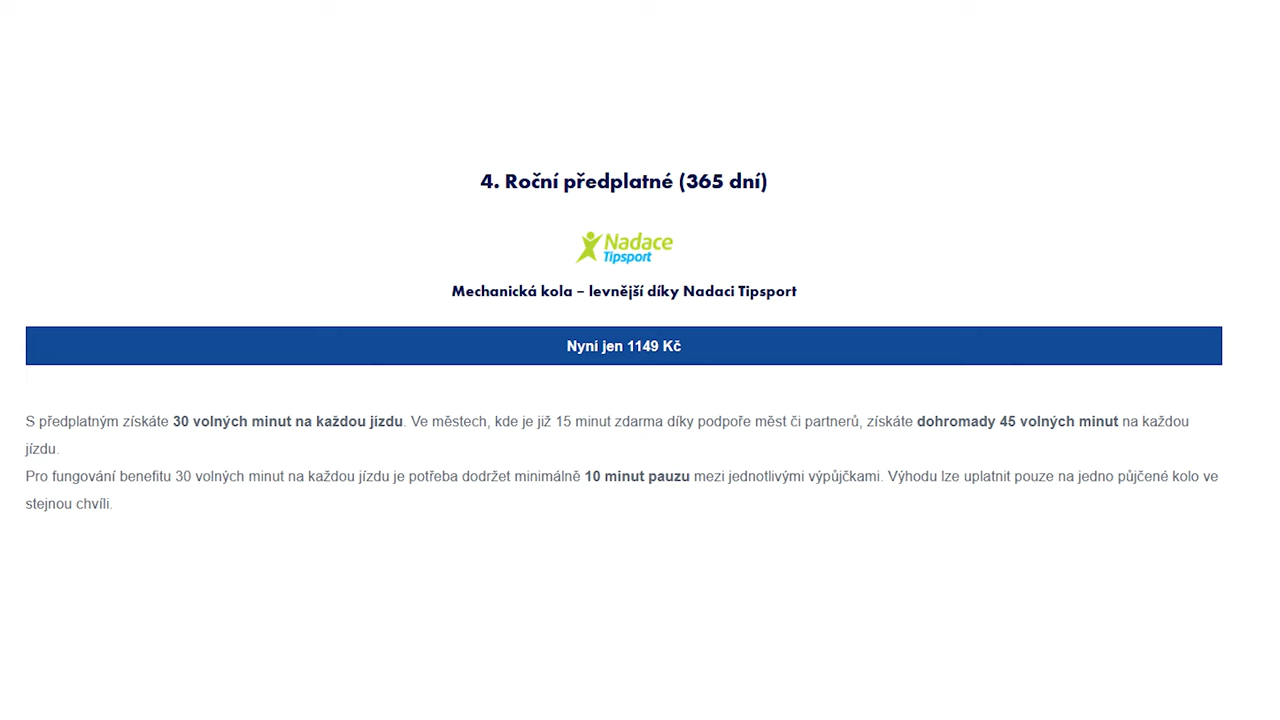 4. Roční předplatné (365 dní)
Nadace
Tipsport
Mechanická kola – levnější díky Nadaci Tipsport
Nyní jen 1149 Kč
S předplatným získáte 30 volných minut na každou jízdu. Ve městech, kde je již 15 minut zdarma díky podpoře měst či partnerů, získáte dohromady 45 volných minut na každou
jízdu.
Pro fungování benefitu 30 volných minut na každou jízdu je potřeba dodržet minimálně 10 minut pauzu mezi jednotlivými výpůjčkami. Výhodu lze uplatnit pouze na jedno půjčené kolo ve
stejnou chvíli.